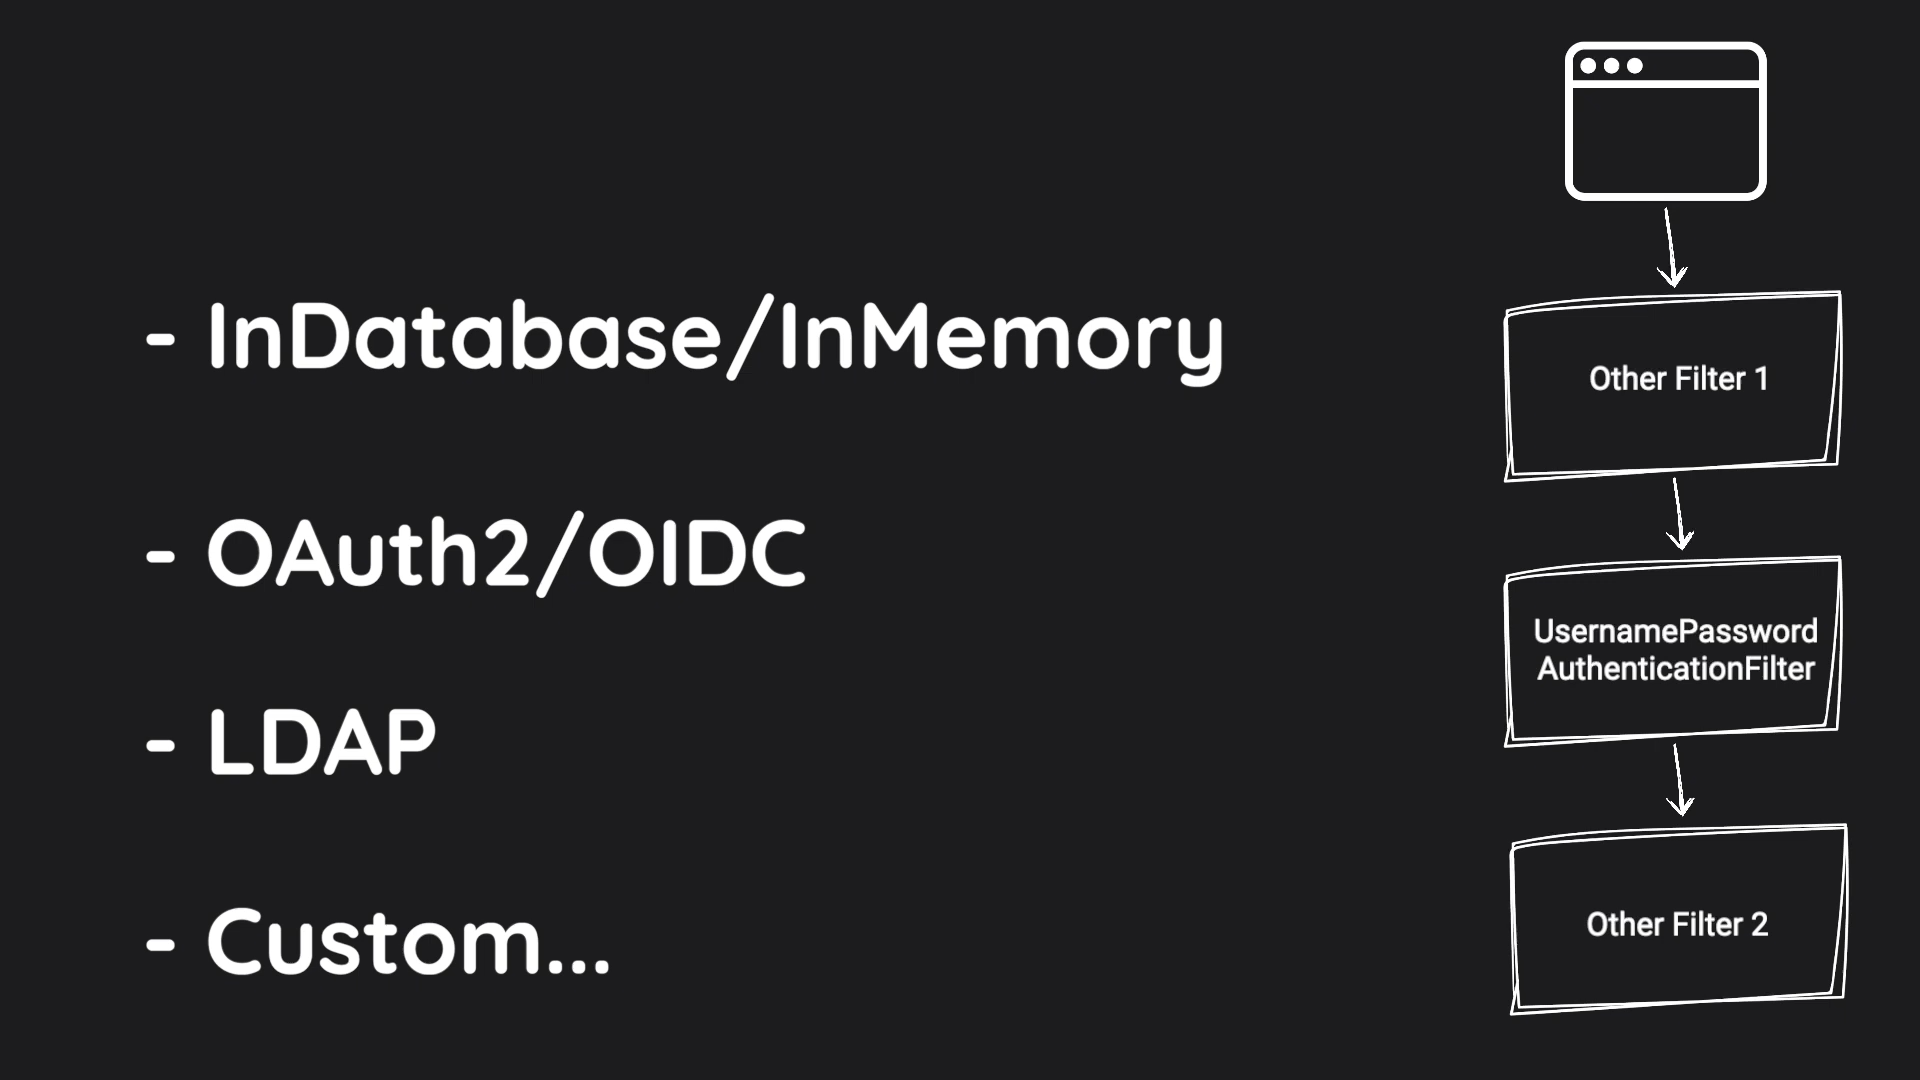 - InDatabase/InMemory
- OAuth2/OIDC
- LDAP
- Custom...
Other Filter 1
UsernamePassword
AuthenticationFilter
Other Filter 2